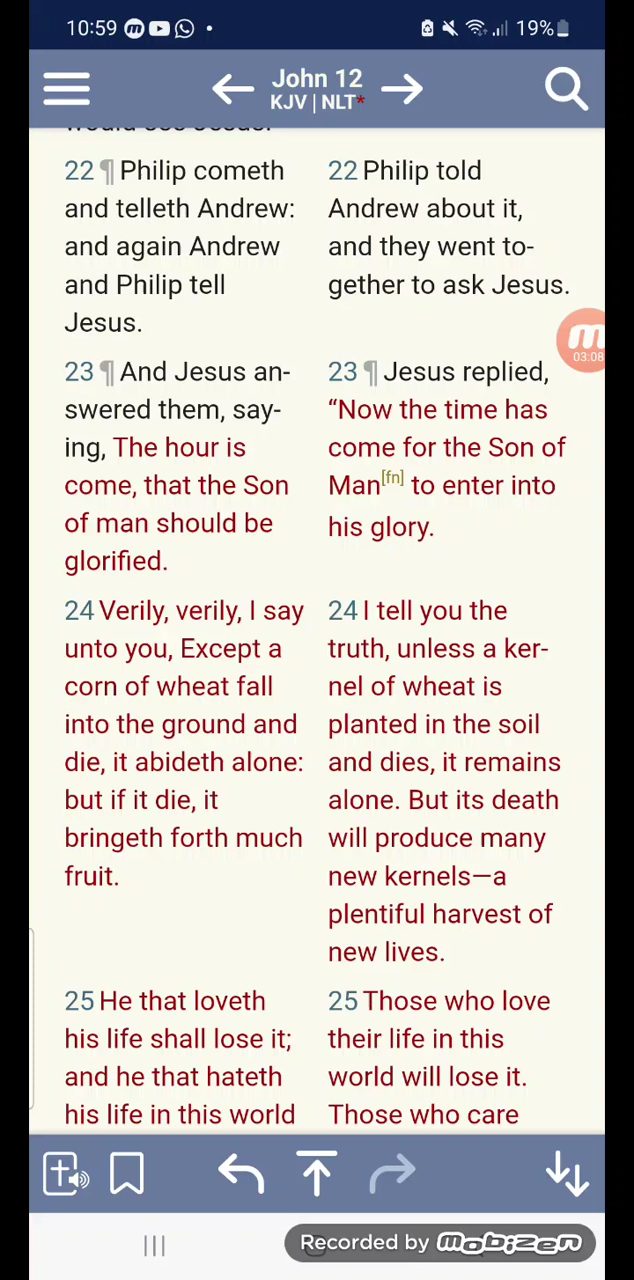 10:59
19%
John 12
KJV | NLT*
would see Jesus.
22 ¶ Philip cometh
and telleth Andrew:
and again Andrew
and Philip tell
Jesus.
22 Philip told
Andrew about it,
and they went to-
gether to ask Jesus.
03:08
23 ¶ And Jesus an-
swered them, say-
ing, The hour is
come, that the Son
of man should be
glorified.
23 ¶ Jesus replied,
“Now the time has
come for the Son of
Man[fn] to enter into
his glory.
24 Verily, verily, I say
unto you, Except a
corn of wheat fall
into the ground and
die, it abideth alone:
but if it die, it
bringeth forth much
fruit.
24 I tell you the
truth, unless a ker-
nel of wheat is
planted in the soil
and dies, it remains
alone. But its death
will produce many
new kernels—a
plentiful harvest of
new lives.
25 He that loveth
his life shall lose it;
and he that hateth
his life in this world
25 Those who love
their life in this
world will lose it.
Those who care
Recorded by mobizen